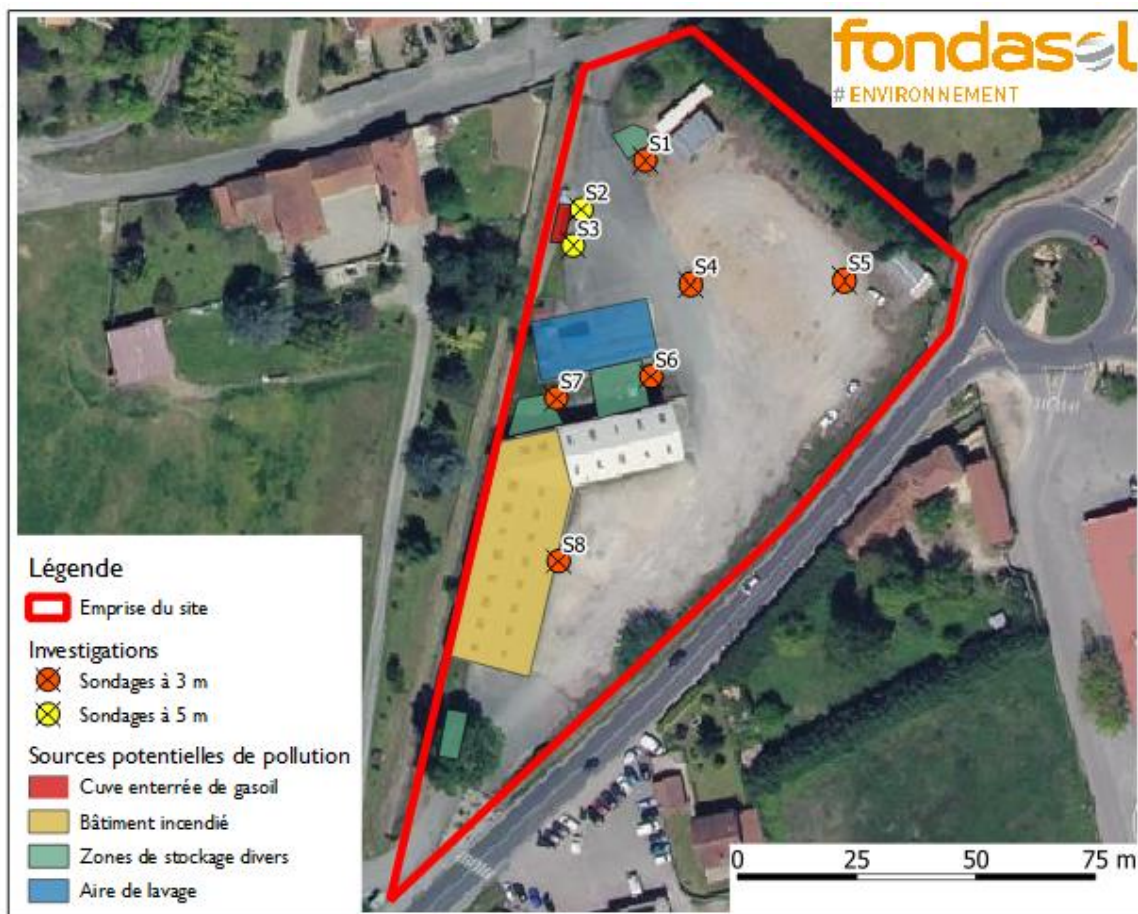 fondasol
# ENVIRONNEMENT
S1
S2
S3
S4
S5
S6
S7
S8
Légende
Emprise du site
Investigations
Sondages à 3 m
Sondages à 5 m
Sources potentielles de pollution
Cuve enterrée de gasoil
Bâtiment incendié
Zones de stockage divers
Aire de lavage
0 25 50 75 m